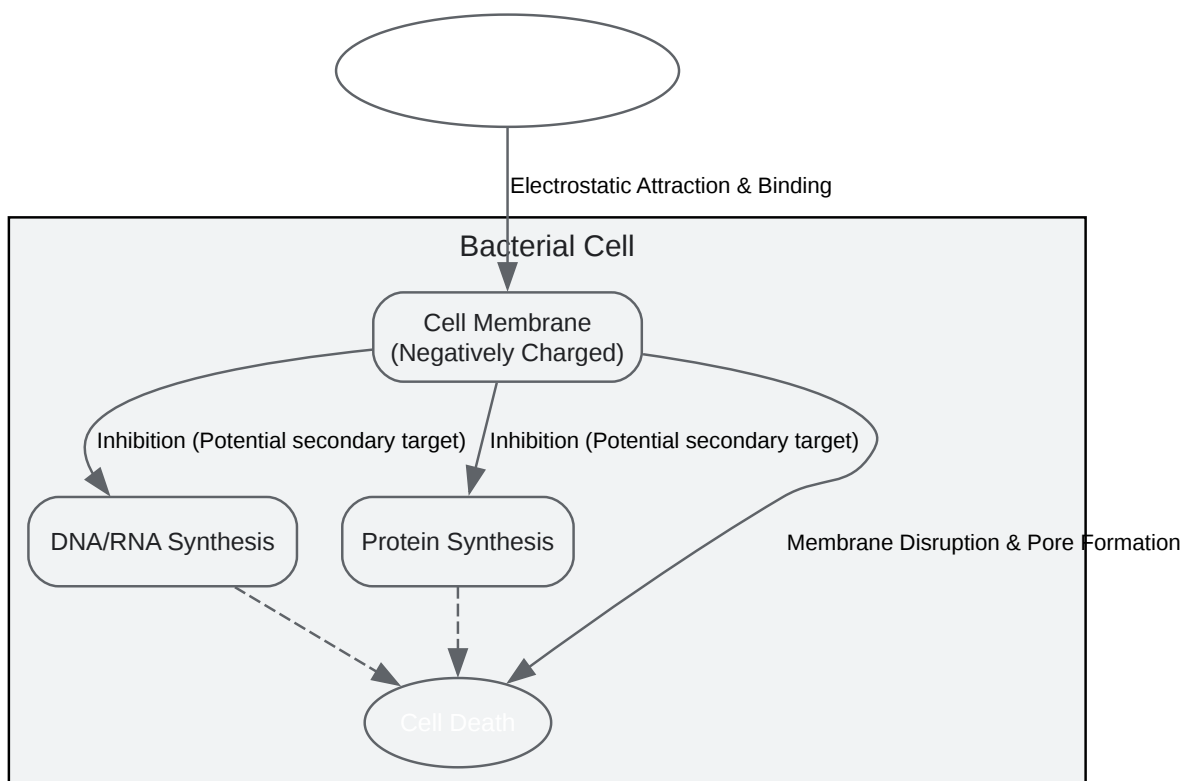 Electrostatic Attraction & Binding
Bacterial Cell
Cell Membrane
(Negatively Charged)
Inhibition (Potential secondary target)
Inhibition (Potential secondary target)
DNA/RNA Synthesis
Protein Synthesis
Membrane Disruption & Pore Formation
Cell Death